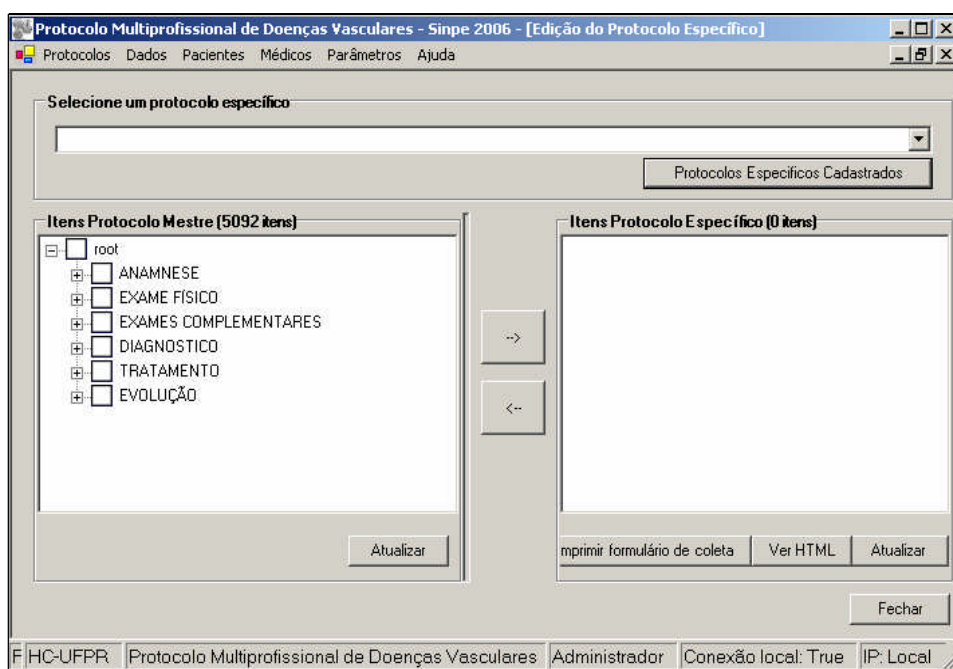 Protocolo Multiprofissional de Doenças Vasculares - Sinpe 2006 - [Edição do Protocolo Específico]
Protocolos Dados Pacientes Médicos Parâmetros Ajuda
Selecione um protocolo específico
Protocolos Especificos Cadastrados
Itens Protocolo Mestre (5092 itens)
Itens Protocolo Específico (0 itens)
root
ANAMNESE
EXAME FÍSICO
EXAMES COMPLEMENTARES
DIAGNOSTICO
TRATAMENTO
EVOLUÇÃO
-->
<--
Atualizar
mprimir formulário de coleta Ver HTML Atualizar
Fechar
F HC-UFPR Protocolo Multiprofissional de Doenças Vasculares Administrador Conexão local: True IP: Local